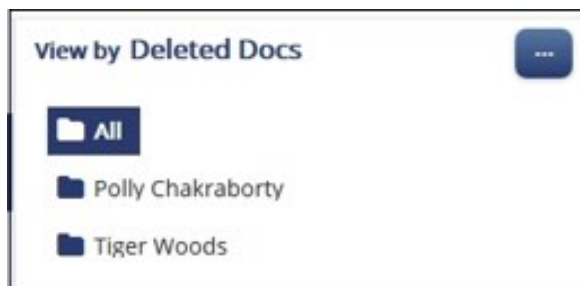 View by Deleted Docs
...
All
Polly Chakraborty
Tiger Woods